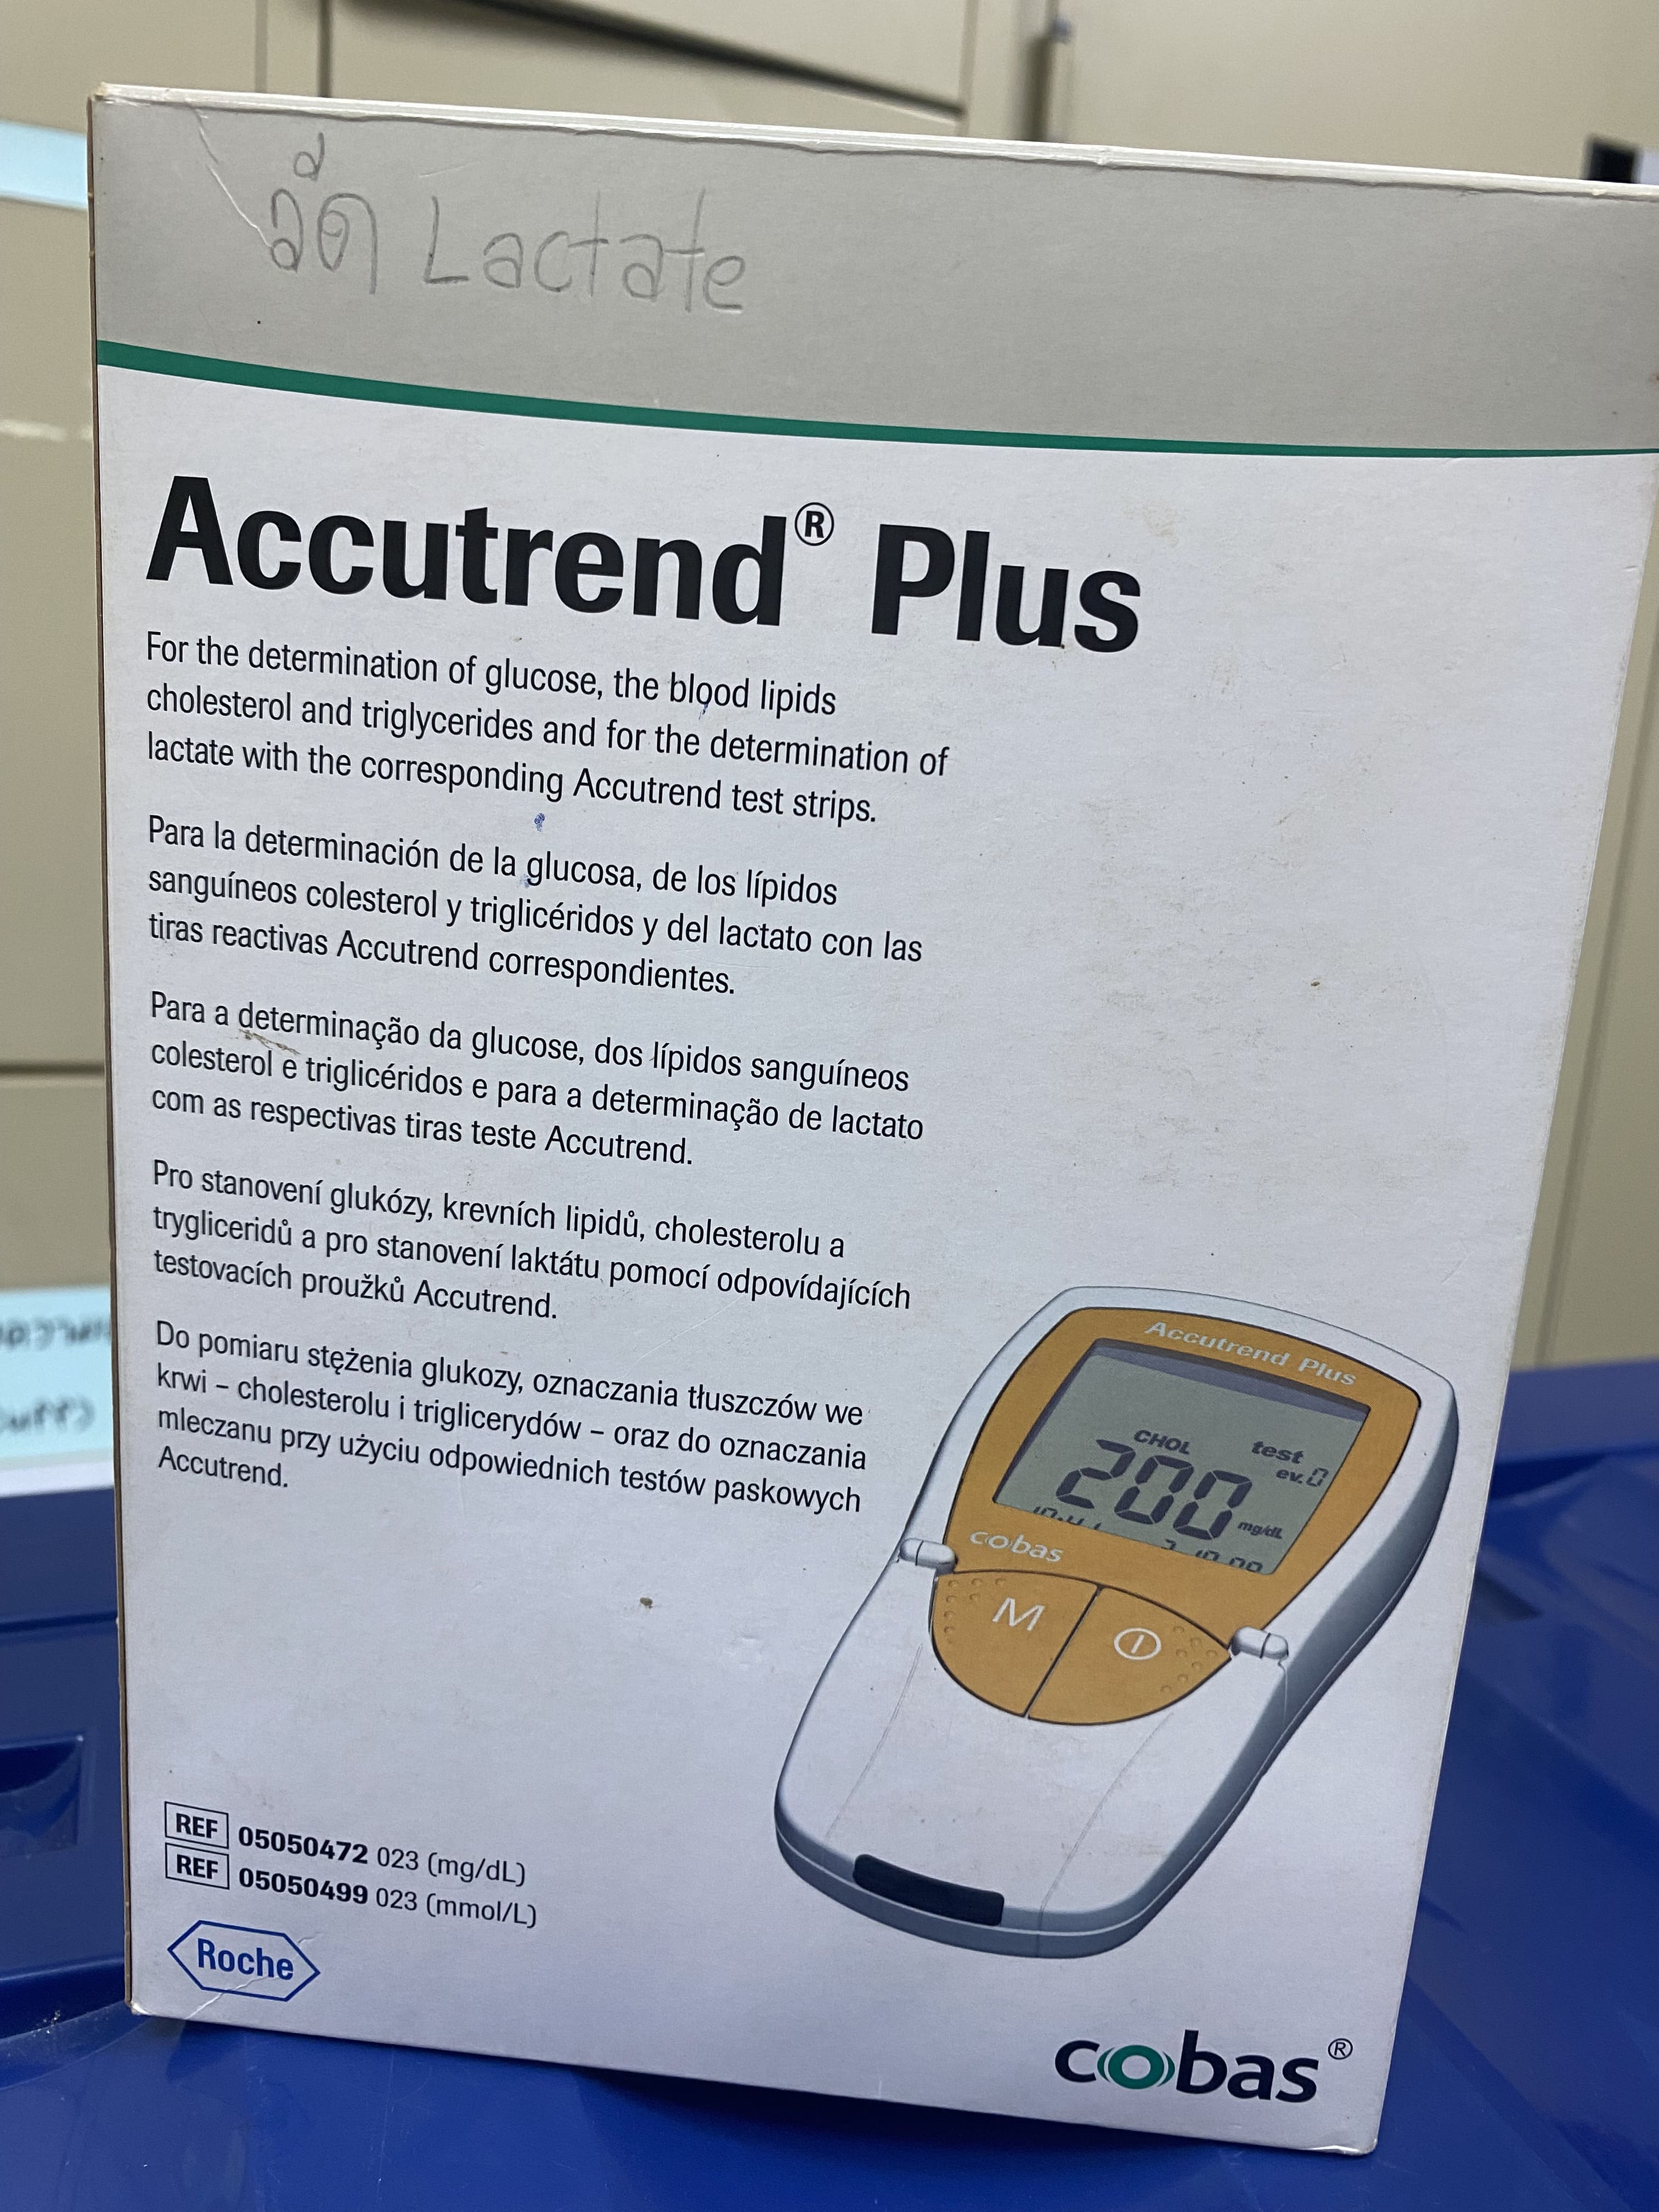 วัด Lactate
Accutrend® Plus
For the determination of glucose, the blood lipids
cholesterol and triglycerides and for the determination of
lactate with the corresponding Accutrend test strips.
Para la determinación de la glucosa, de los lípidos
sanguíneos colesterol y triglicéridos y del lactato con las
tiras reactivas Accutrend correspondientes.
Para a determinação da glucose, dos lípidos sanguíneos
colesterol e triglicéridos e para a determinação de lactato
com as respectivas tiras teste Accutrend.
Pro stanovení glukózy, krevních lipidů, cholesterolu a
trygliceridů a pro stanovení laktátu pomocí odpovídajících
testovacích proužků Accutrend.
Do pomiaru stężenia glukozy, oznaczania tłuszczów we
krwi – cholesterolu i triglicerydów – oraz do oznaczania
mleczanu przy użyciu odpowiednich testów paskowych
Accutrend.
Accutrend Plus
CHOL test
ev.0
200 mg/dL
cobas
M
REF 05050472 023 (mg/dL)
REF 05050499 023 (mmol/L)
Roche
cobas®